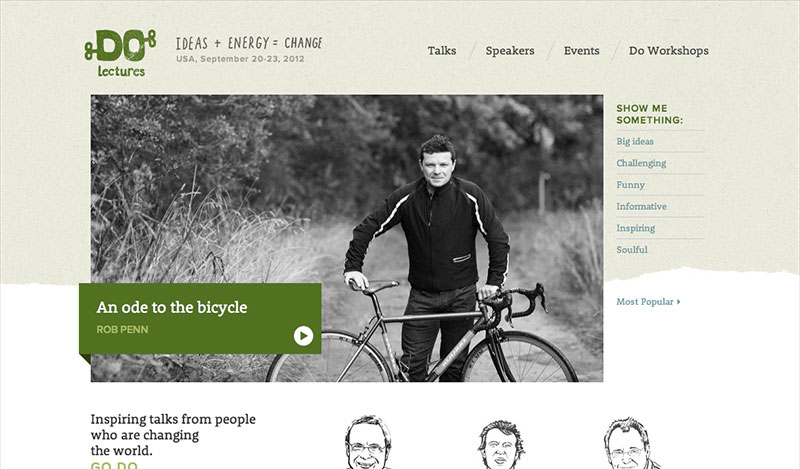 DO
lectures
IDEAS + ENERGY = CHANGE
USA, September 20-23, 2012
Talks / Speakers / Events / Do Workshops
SHOW ME
SOMETHING:
Big ideas
Challenging
Funny
Informative
Inspiring
Soulful
Most Popular
An ode to the bicycle
ROB PENN
Inspiring talks from people
who are changing
the world.
GO DO